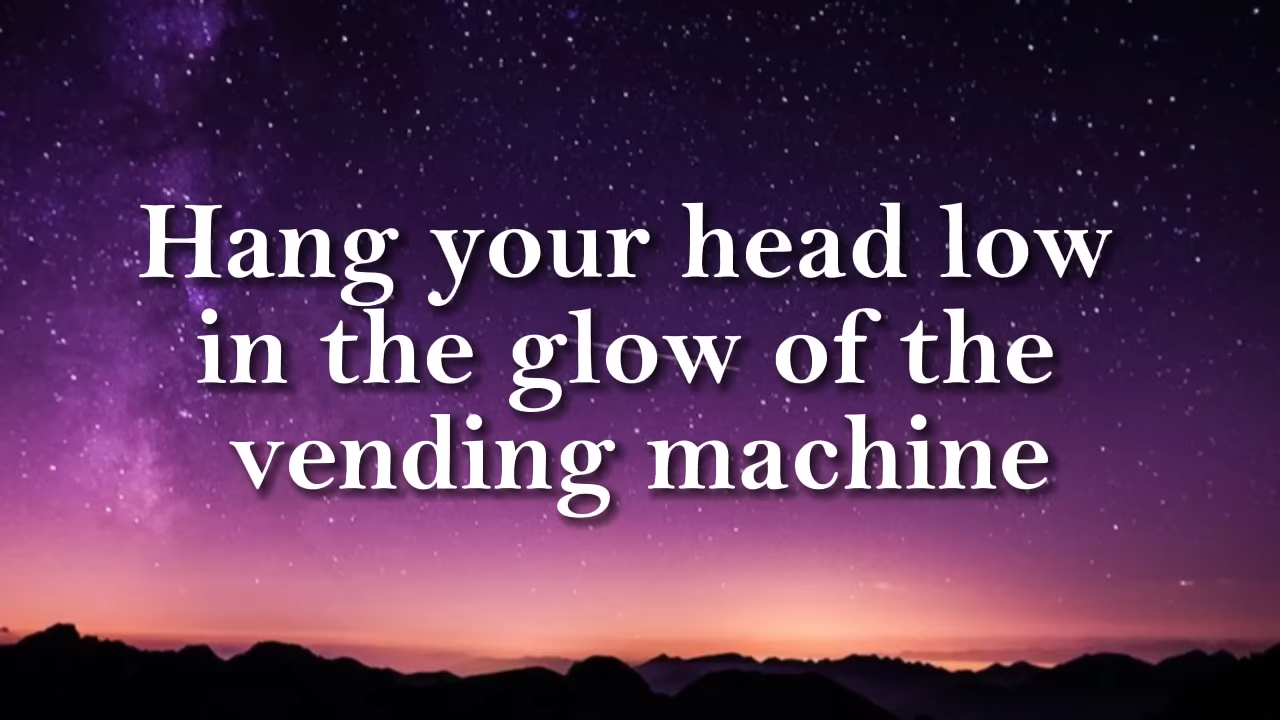 Hang your head low
in the glow of the
vending machine